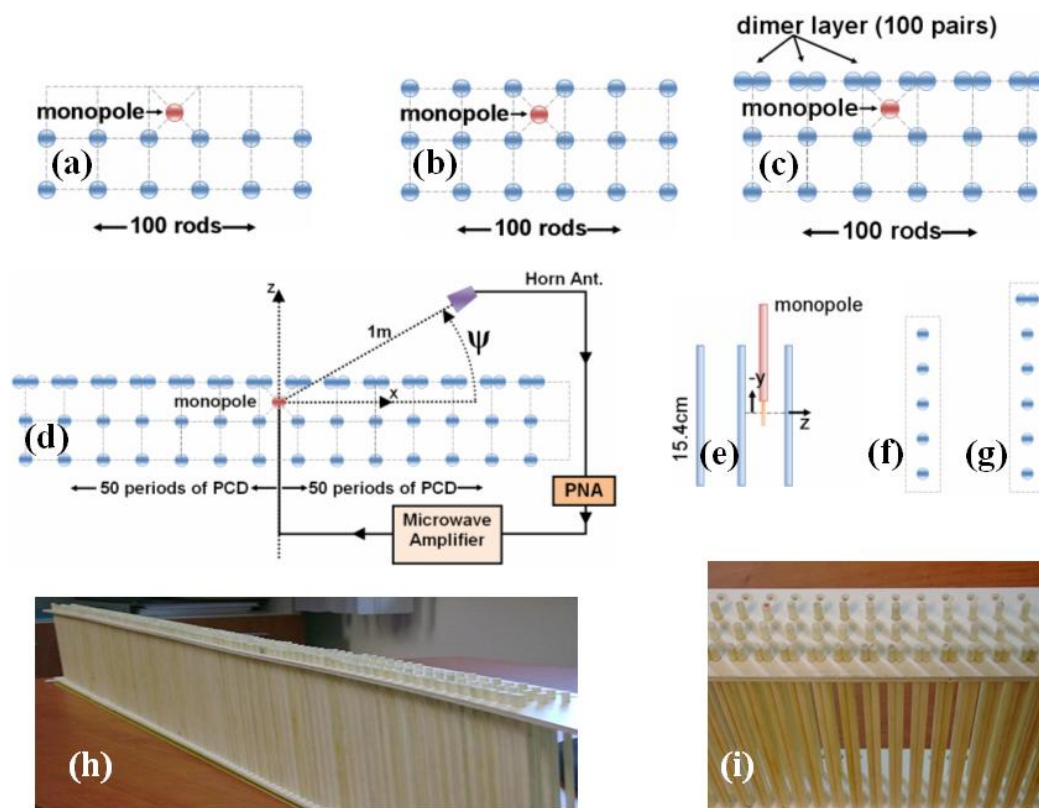 dimer layer (100 pairs)
monopole
(a)
100 rods
monopole
(b)
100 rods
monopole
(c)
100 rods
z
Horn Ant.
1m
ψ
monopole
x
(d)
50 periods of PCD
50 periods of PCD
PNA
Microwave
Amplifier
monopole
-y
z
15.4cm
(e)
(f)
(g)
(h)
(i)